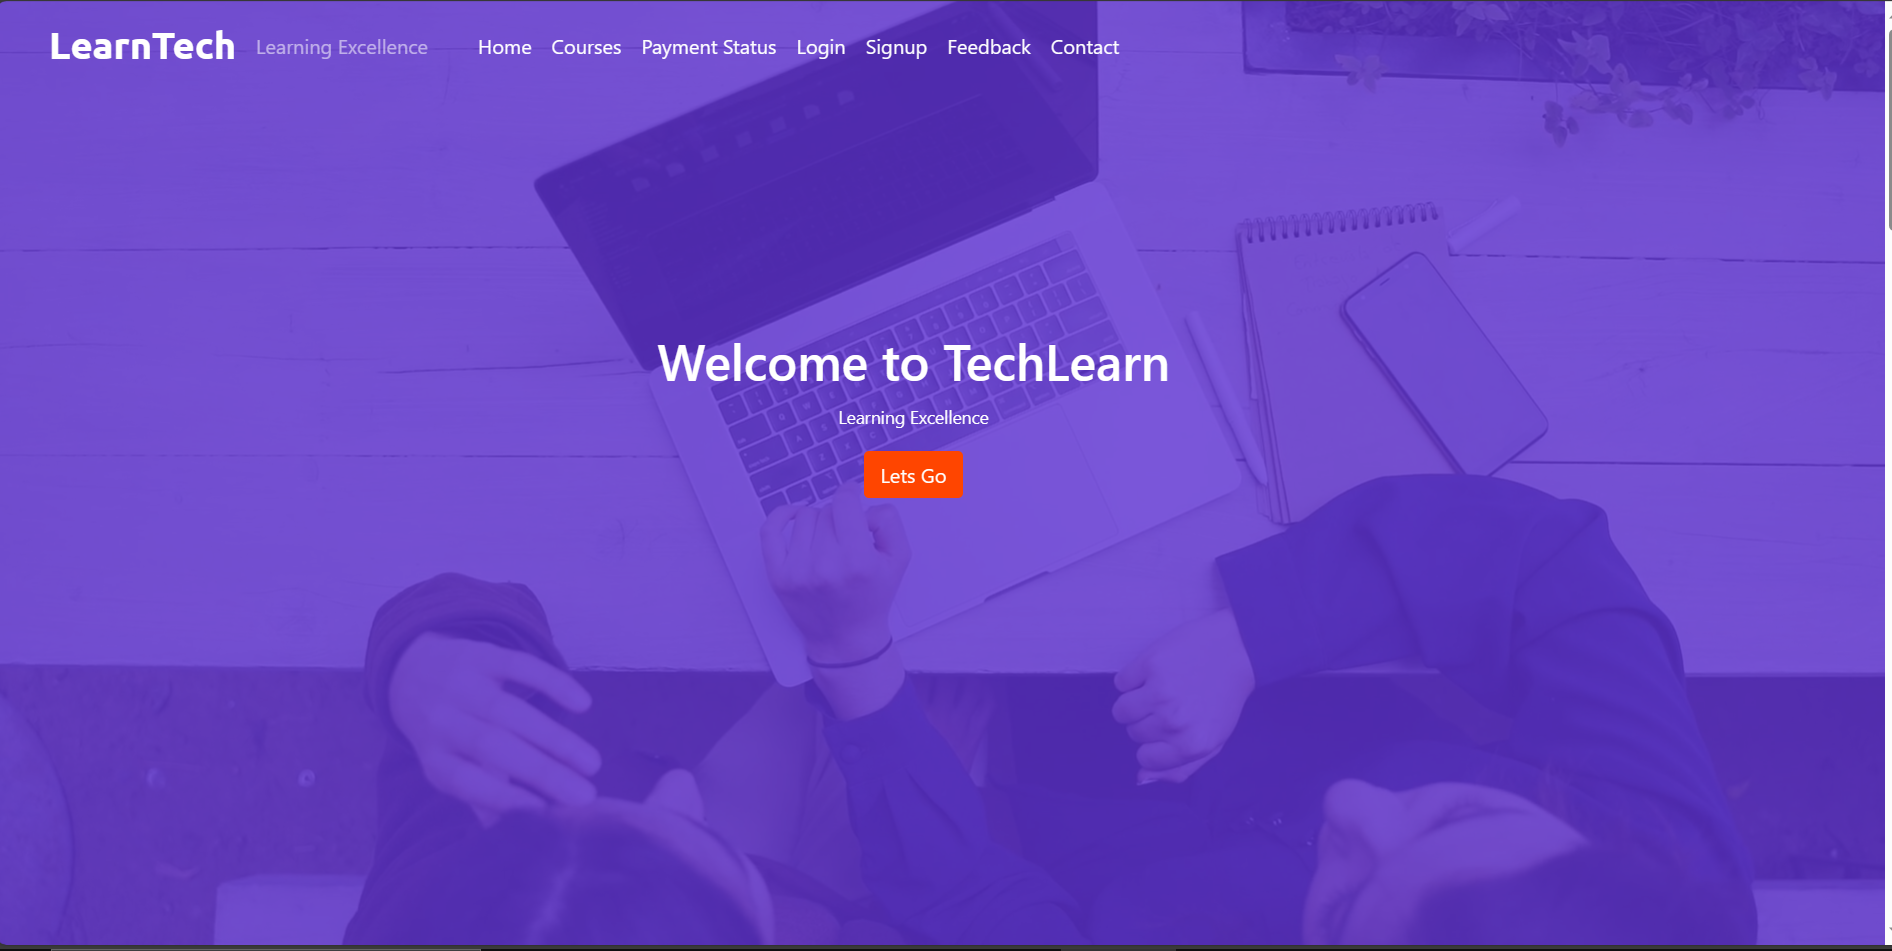 LearnTech Learning Excellence Home Courses Payment Status Login Signup Feedback Contact
Welcome to TechLearn
Learning Excellence
Lets Go